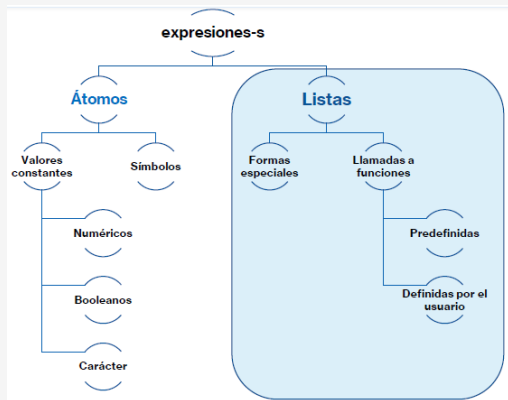 expresiones-s
Átomos
Listas
Valores
constantes
Símbolos
Formas
especiales
Llamadas a
funciones
Numéricos
Predefinidas
Booleanos
Definidas por el
usuario
Carácter